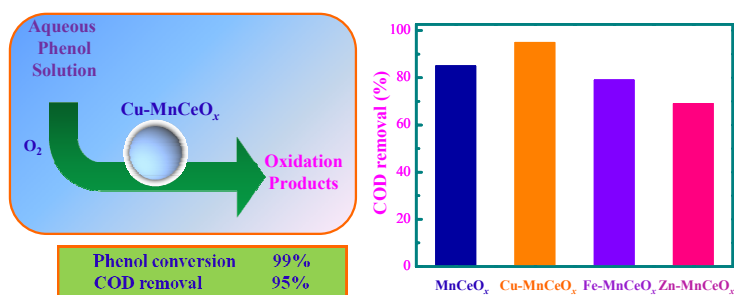 Aqueous
Phenol
Solution
Cu-MnCeOₓ
O₂
Oxidation
Products
Phenol conversion 99%
COD removal 95%
COD removal (%)
100
80
60
40
20
0
MnCeOₓ Cu-MnCeOₓ Fe-MnCeOₓ Zn-MnCeOₓ